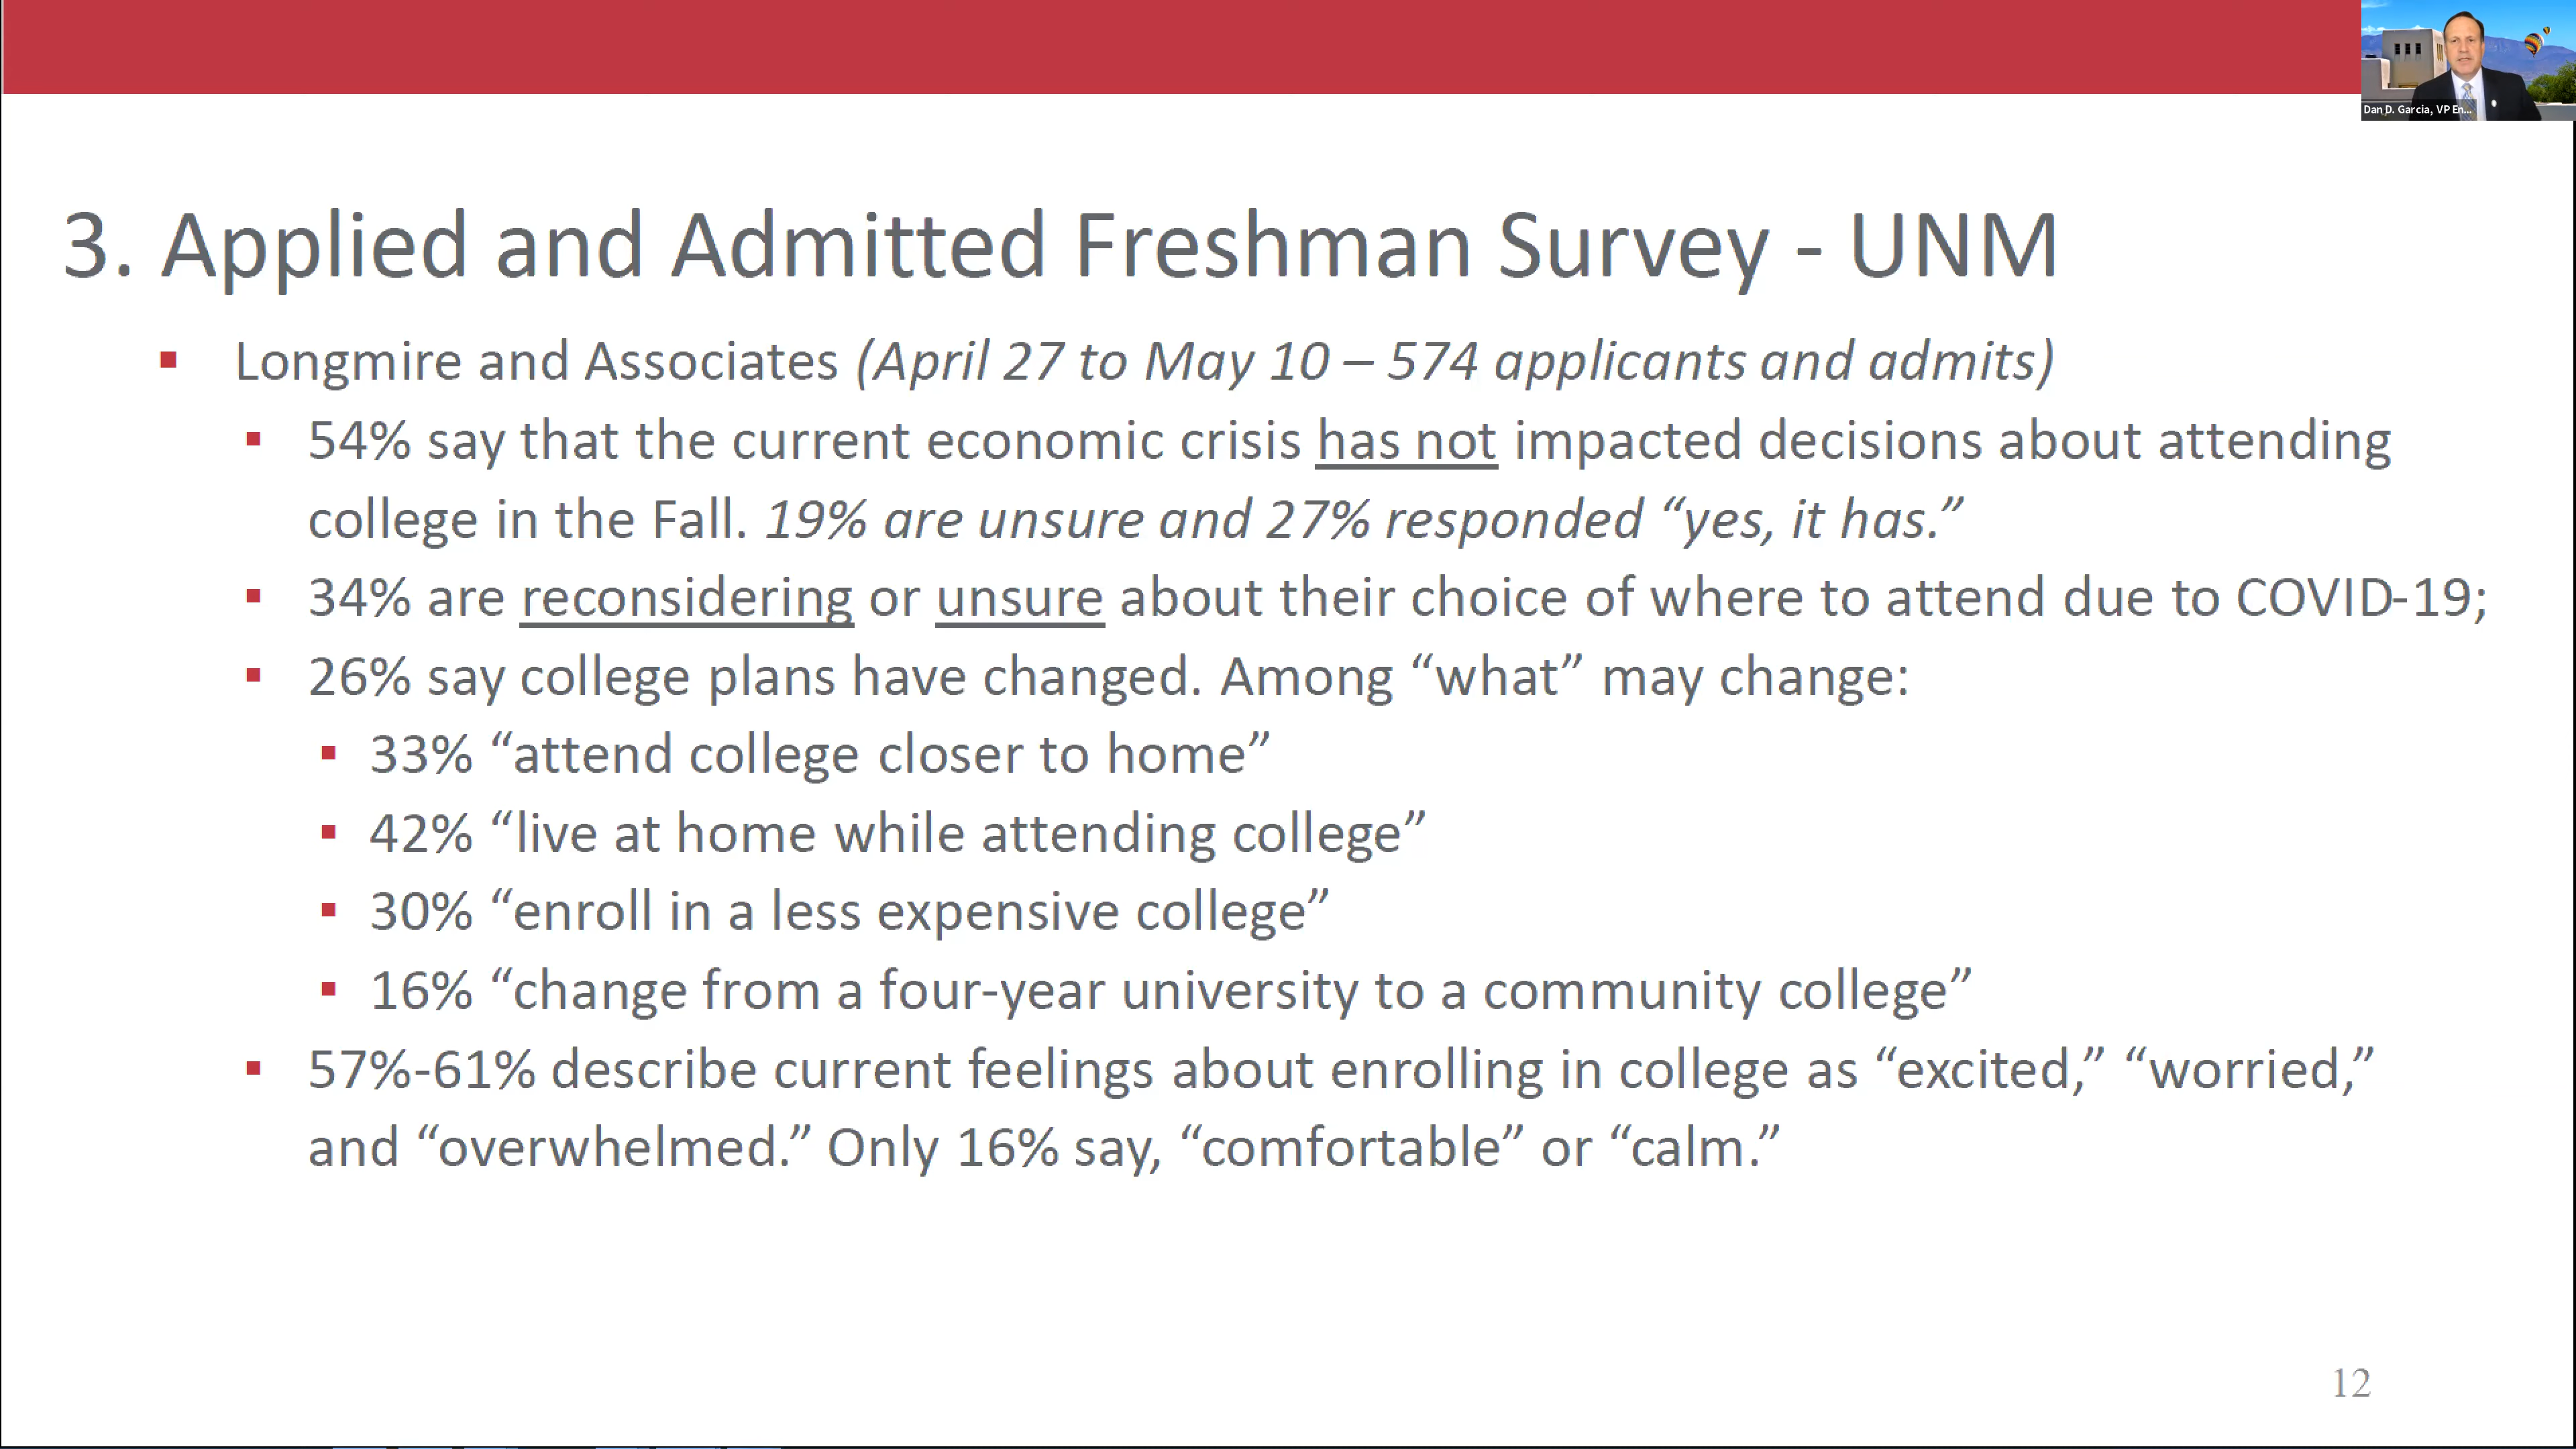 Dan D. Garcia, VP En...
3. Applied and Admitted Freshman Survey - UNM
▪ Longmire and Associates (April 27 to May 10 – 574 applicants and admits)
▪ 54% say that the current economic crisis has not impacted decisions about attending
college in the Fall. 19% are unsure and 27% responded “yes, it has.”
▪ 34% are reconsidering or unsure about their choice of where to attend due to COVID-19;
▪ 26% say college plans have changed. Among “what” may change:
▪ 33% “attend college closer to home”
▪ 42% “live at home while attending college”
▪ 30% “enroll in a less expensive college”
▪ 16% “change from a four-year university to a community college”
▪ 57%-61% describe current feelings about enrolling in college as “excited,” “worried,”
and “overwhelmed.” Only 16% say, “comfortable” or “calm.”
12